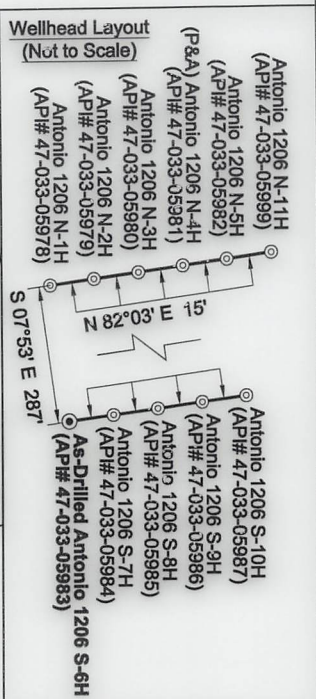 Wellhead Layout
(Not to Scale)
Antonio 1206 N-11H
(API# 47-033-05999)
Antonio 1206 N-5H
(API# 47-033-05982)
(P&A) Antonio 1206 N-4H
(API# 47-033-05981)
Antonio 1206 N-3H
(API# 47-033-05980)
Antonio 1206 N-2H
(API# 47-033-05979)
Antonio 1206 N-1H
(API# 47-033-05978)
N 82°03' E 15'
S 07°53' E 287'
Antonio 1206 S-10H
(API# 47-033-05987)
Antonio 1206 S-9H
(API# 47-033-05986)
Antonio 1206 S-8H
(API# 47-033-05985)
Antonio 1206 S-7H
(API# 47-033-05984)
As-Drilled Antonio 1206 S-6H
(API# 47-033-05983)